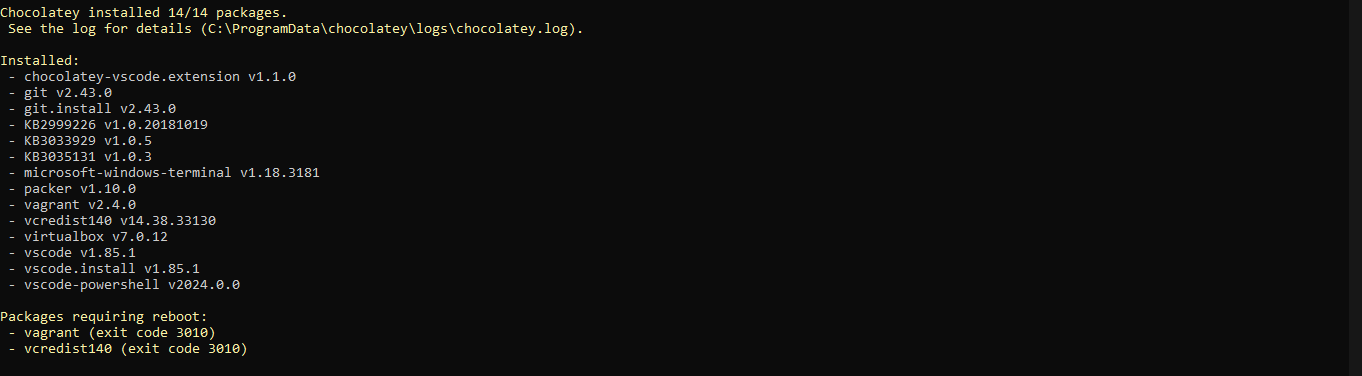 Chocolatey installed 14/14 packages.
See the log for details (C:\ProgramData\chocolatey\logs\chocolatey.log).
Installed:
- chocolatey-vscode.extension v1.1.0
- git v2.43.0
- git.install v2.43.0
- KB2999226 v1.0.20181019
- KB3033929 v1.0.5
- KB3035131 v1.0.3
- microsoft-windows-terminal v1.18.3181
- packer v1.10.0
- vagrant v2.4.0
- vcredist140 v14.38.33130
- virtualbox v7.0.12
- vscode v1.85.1
- vscode.install v1.85.1
- vscode-powershell v2024.0.0
Packages requiring reboot:
- vagrant (exit code 3010)
- vcredist140 (exit code 3010)